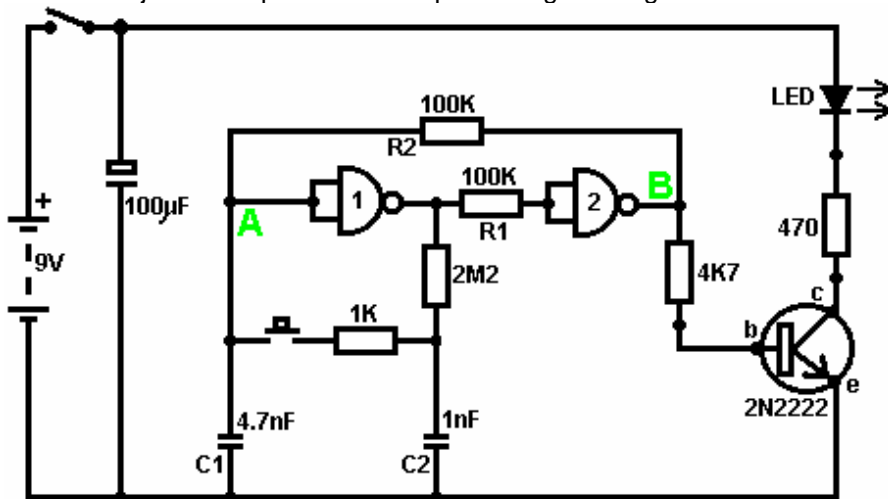 100K
LED
R2
100K
1
2
B
A
100µF
R1
470
+
9V
2M2
4K7
c
1K
b
e
4.7nF
1nF
2N2222
C1
C2